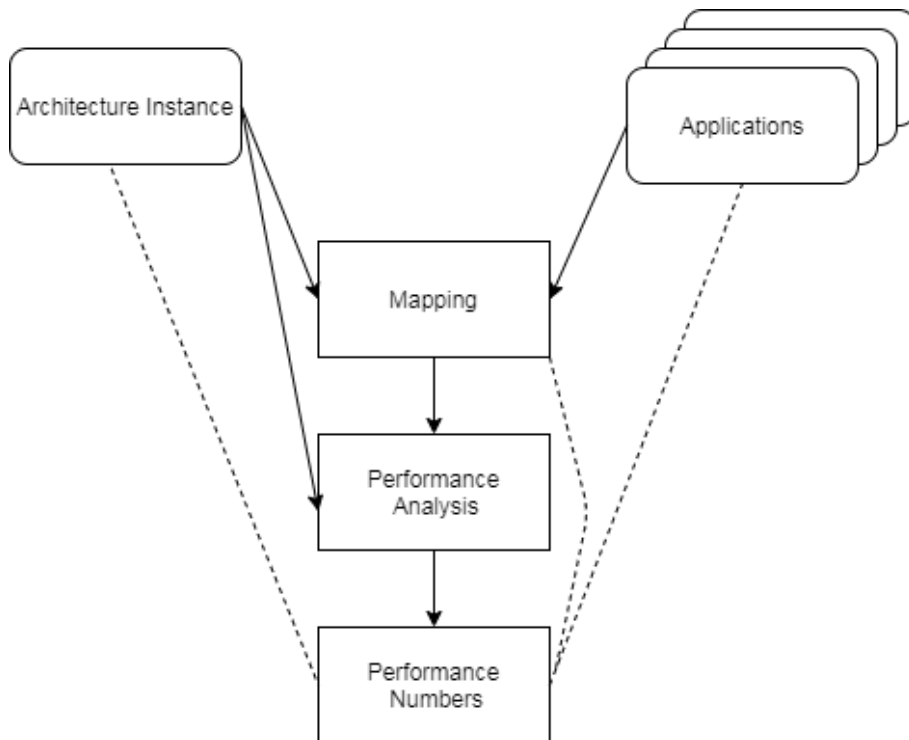 Architecture Instance
Applications
Mapping
Performance
Analysis
Performance
Numbers